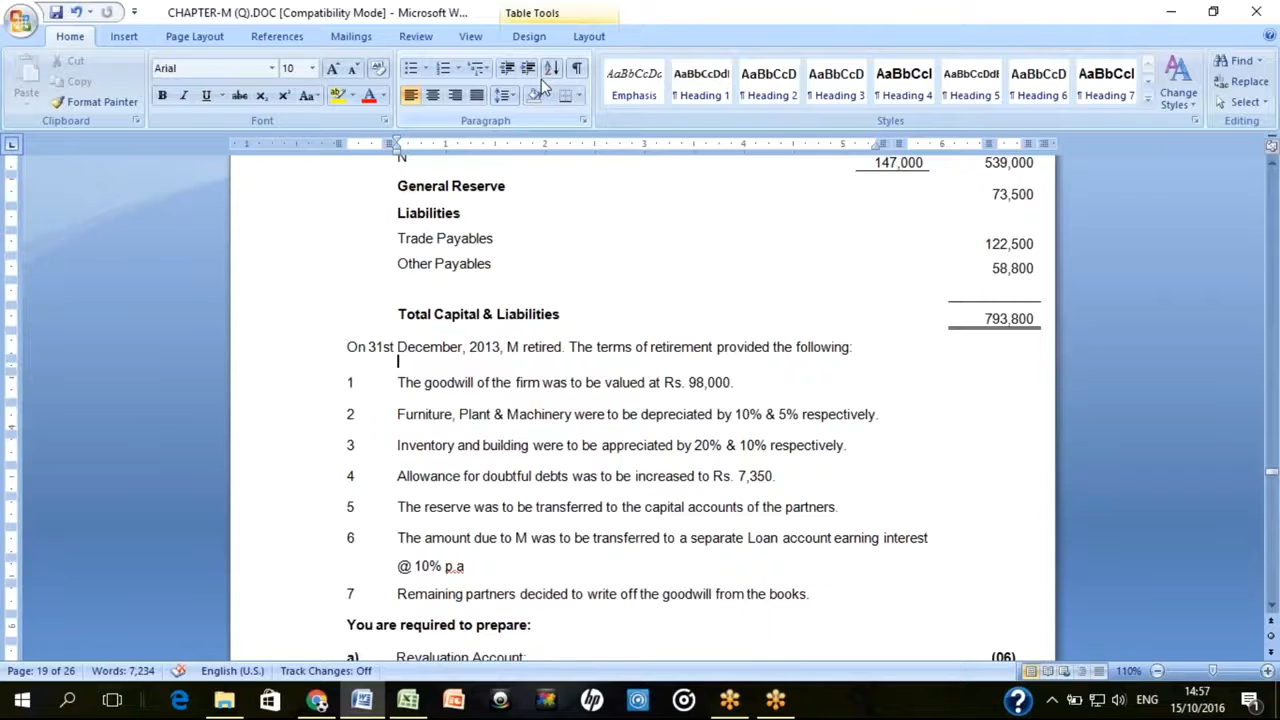 CHAPTER-M (Q).DOC [Compatibility Mode] - Microsoft W...
Table Tools
Home Insert Page Layout References Mailings Review View Design Layout
Cut
Copy
Format Painter
Paste
Clipboard
Arial 10
Font
Paragraph
AaBbCcDc AaBbCcDdI AaBbCcD AaBbCcD AaBbCcI AaBbCcDdE AaBbCcD AaBbCcI
Emphasis ¶ Heading 1 ¶ Heading 2 ¶ Heading 3 ¶ Heading 4 ¶ Heading 5 ¶ Heading 6 ¶ Heading 7
Change Styles
Styles
Find
Replace
Select
Editing
N 147,000 539,000
General Reserve 73,500
Liabilities
Trade Payables 122,500
Other Payables 58,800
Total Capital & Liabilities 793,800
On 31st December, 2013, M retired. The terms of retirement provided the following:
1 The goodwill of the firm was to be valued at Rs. 98,000.
2 Furniture, Plant & Machinery were to be depreciated by 10% & 5% respectively.
3 Inventory and building were to be appreciated by 20% & 10% respectively.
4 Allowance for doubtful debts was to be increased to Rs. 7,350.
5 The reserve was to be transferred to the capital accounts of the partners.
6 The amount due to M was to be transferred to a separate Loan account earning interest
@ 10% p.a
7 Remaining partners decided to write off the goodwill from the books.
You are required to prepare:
a) Revaluation Account; (06)
Page: 19 of 26 Words: 7,234 English (U.S.) Track Changes: Off 110%
ENG 14:57
15/10/2016